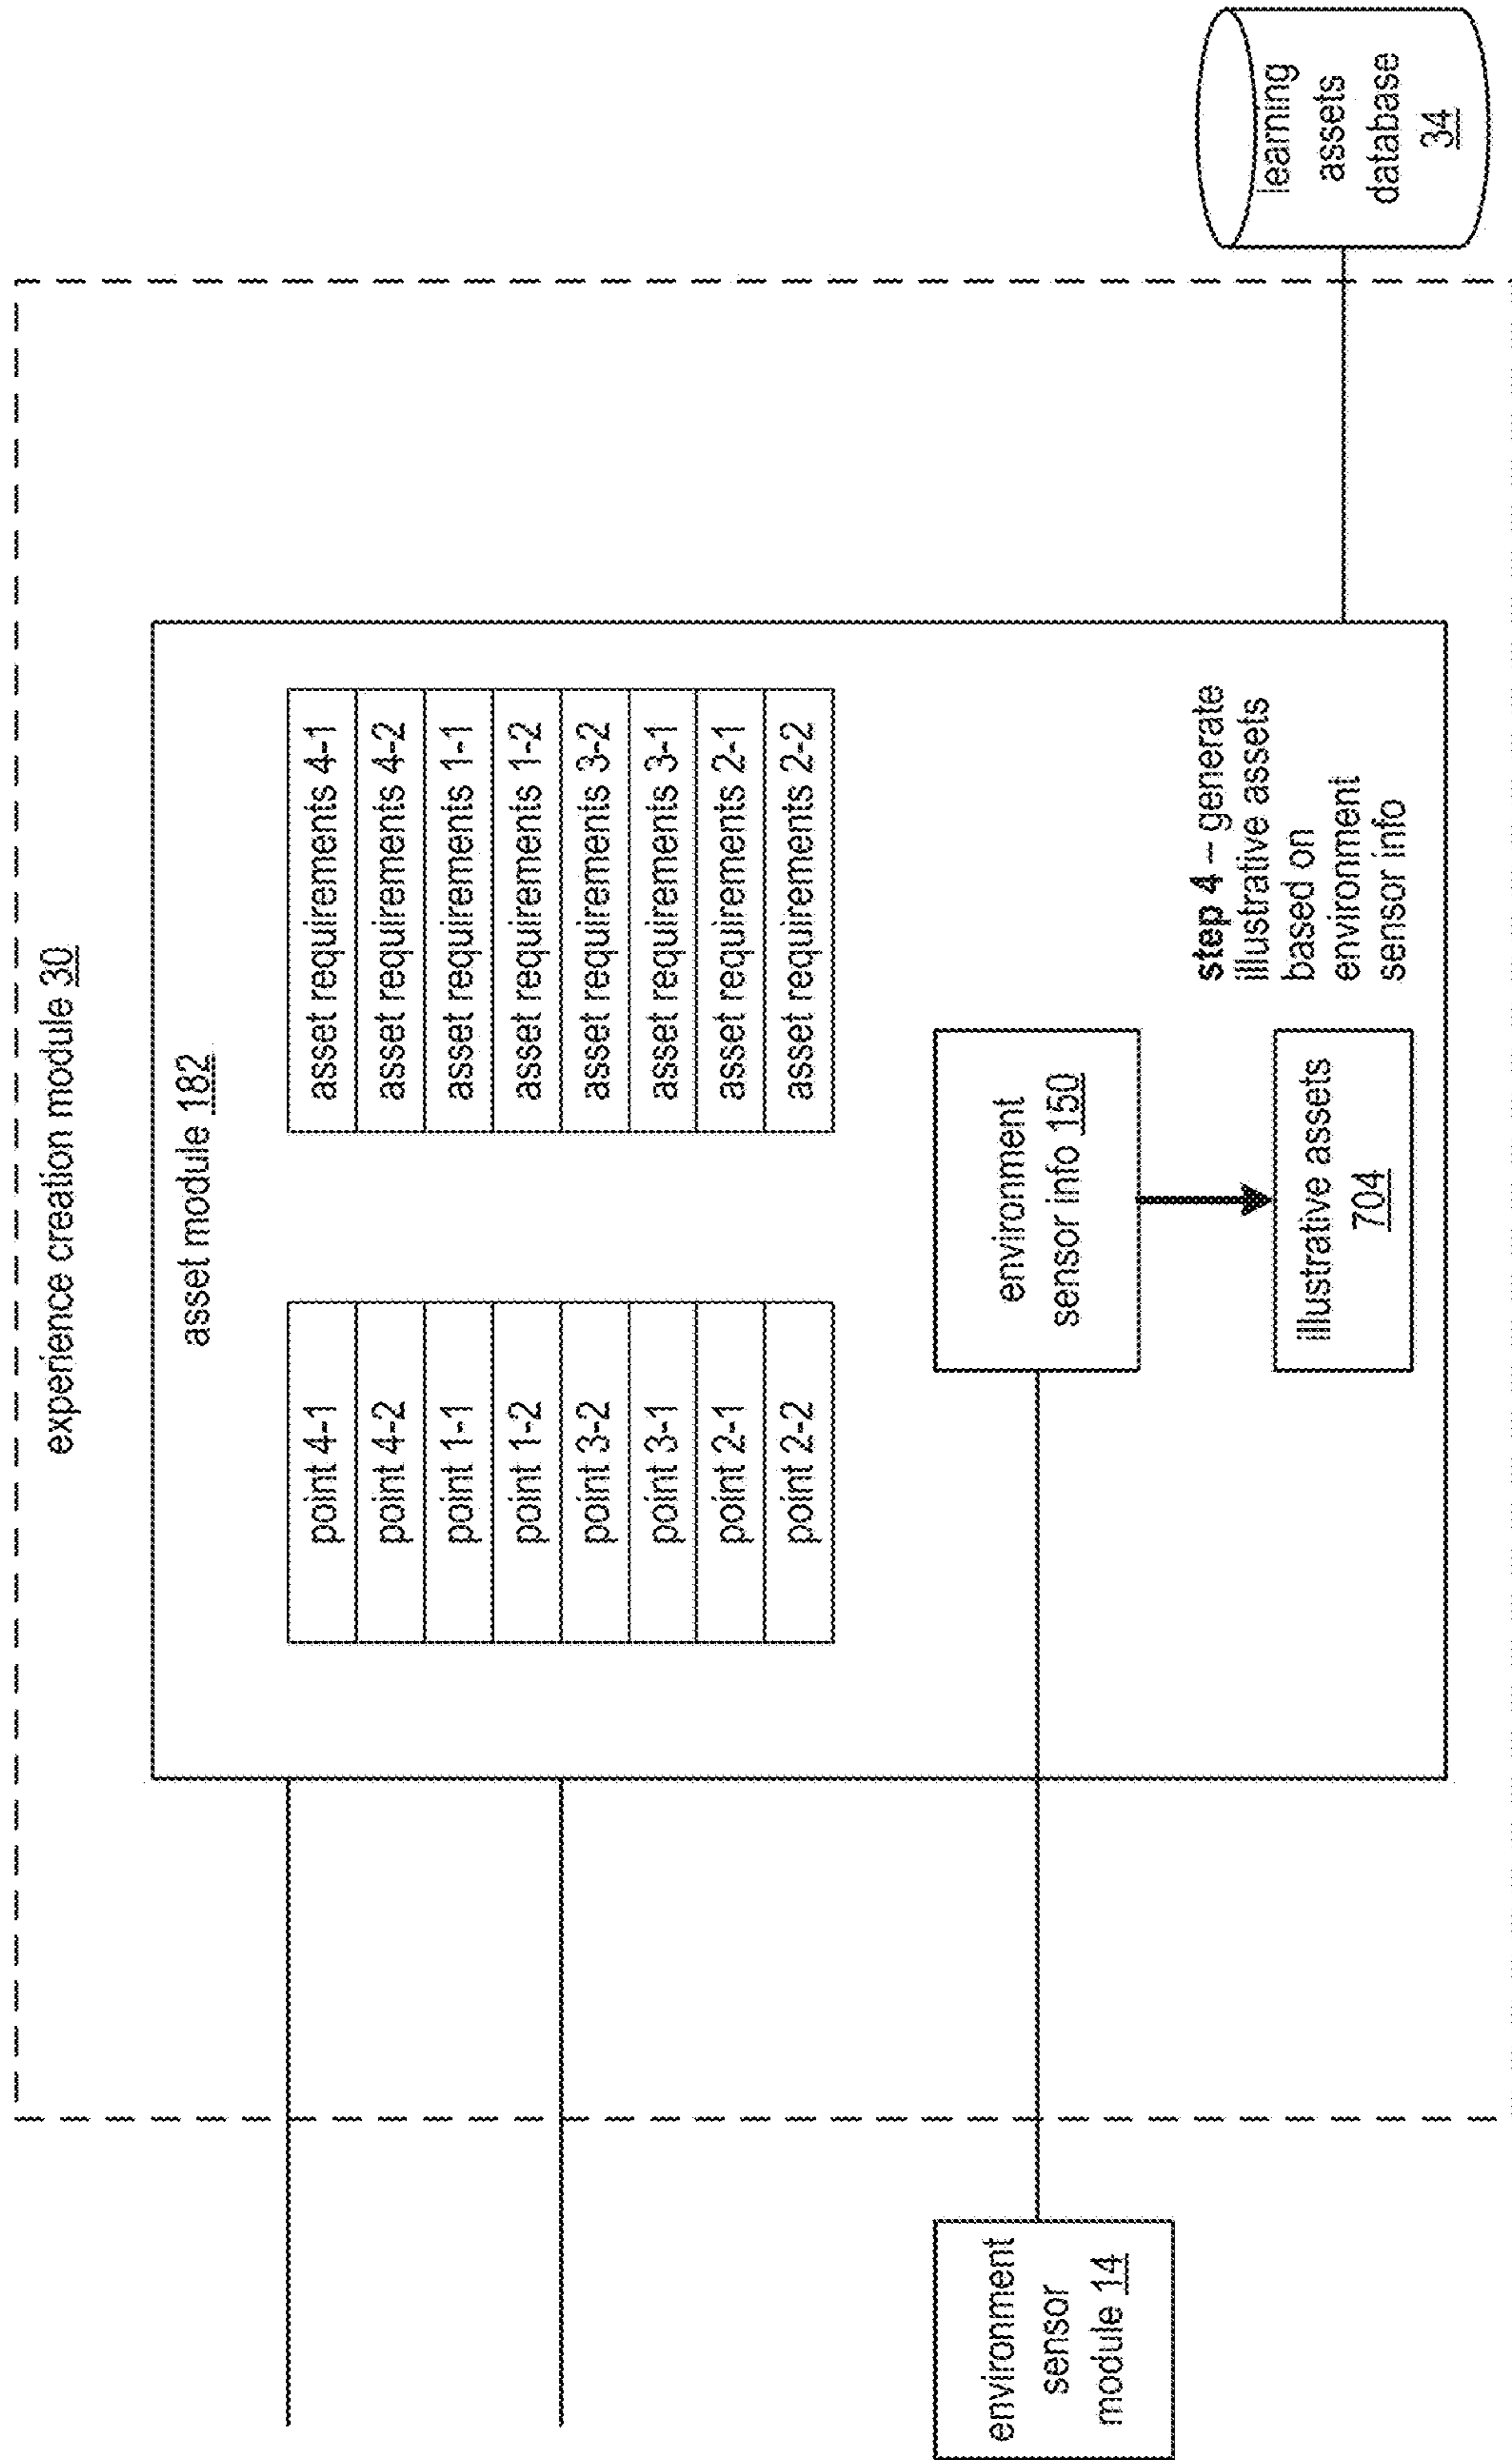 experience creation module 30
asset module 182
point 4-1
point 4-2
point 1-1
point 1-2
point 3-2
point 3-1
point 2-1
point 2-2
asset requirements 4-1
asset requirements 4-2
asset requirements 1-1
asset requirements 1-2
asset requirements 3-2
asset requirements 3-1
asset requirements 2-1
asset requirements 2-2
environment
sensor
module 14
environment
sensor info 150
illustrative assets
704
step 4 – generate
illustrative assets
based on
environment
sensor info
learning
assets
database
34